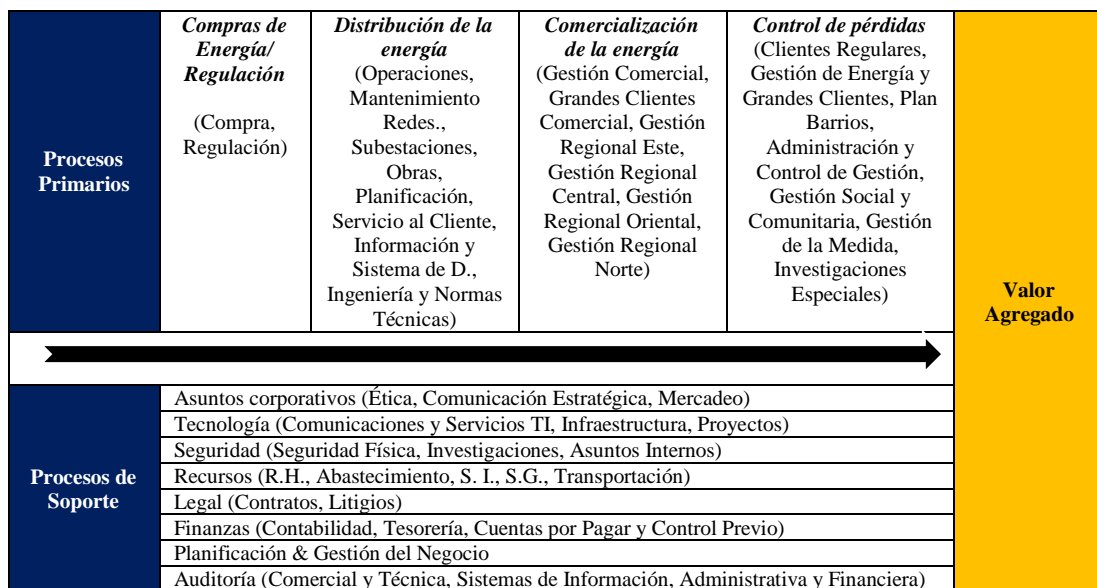 Procesos
Primarios
Compras de
Energía/
Regulación
(Compra,
Regulación)
Distribución de la
energía
(Operaciones,
Mantenimiento
Redes.,
Subestaciones,
Obras,
Planificación,
Servicio al Cliente,
Información y
Sistema de D.,
Ingeniería y Normas
Técnicas)
Comercialización
de la energía
(Gestión Comercial,
Grandes Clientes
Comercial, Gestión
Regional Este,
Gestión Regional
Central, Gestión
Regional Oriental,
Gestión Regional
Norte)
Control de pérdidas
(Clientes Regulares,
Gestión de Energía y
Grandes Clientes, Plan
Barrios,
Administración y
Control de Gestión,
Gestión Social y
Comunitaria, Gestión
de la Medida,
Investigaciones
Especiales)
Valor
Agregado
Procesos de
Soporte
Asuntos corporativos (Ética, Comunicación Estratégica, Mercadeo)
Tecnología (Comunicaciones y Servicios TI, Infraestructura, Proyectos)
Seguridad (Seguridad Física, Investigaciones, Asuntos Internos)
Recursos (R.H., Abastecimiento, S. I., S.G., Transportación)
Legal (Contratos, Litigios)
Finanzas (Contabilidad, Tesorería, Cuentas por Pagar y Control Previo)
Planificación & Gestión del Negocio
Auditoría (Comercial y Técnica, Sistemas de Información, Administrativa y Financiera)